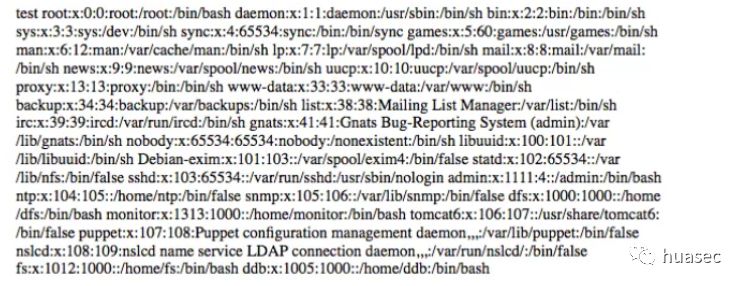 test root:x:0:0:root:/root:/bin/bash daemon:x:1:1:daemon:/usr/sbin:/bin/sh bin:x:2:2:bin:/bin:/bin/sh
sys:x:3:3:sys:/dev:/bin/sh sync:x:4:65534:sync:/bin:/bin/sync games:x:5:60:games:/usr/games:/bin/sh
man:x:6:12:man:/var/cache/man:/bin/sh lp:x:7:7:lp:/var/spool/lpd:/bin/sh mail:x:8:8:mail:/var/mail:
/bin/sh news:x:9:9:news:/var/spool/news:/bin/sh uucp:x:10:10:uucp:/var/spool/uucp:/bin/sh
proxy:x:13:13:proxy:/bin:/bin/sh www-data:x:33:33:www-data:/var/www:/bin/sh
backup:x:34:34:backup:/var/backups:/bin/sh list:x:38:38:Mailing List Manager:/var/list:/bin/sh
irc:x:39:39:ircd:/var/run/ircd:/bin/sh gnats:x:41:41:Gnats Bug-Reporting System (admin):/var
/lib/gnats:/bin/sh nobody:x:65534:65534:nobody:/nonexistent:/bin/sh libuuid:x:100:101::/var
/lib/libuuid:/bin/sh Debian-exim:x:101:103::/var/spool/exim4:/bin/false statd:x:102:65534::/var
/lib/nfs:/bin/false sshd:x:103:65534::/var/run/sshd:/usr/sbin/nologin admin:x:1111:4::/admin:/bin/bash
ntp:x:104:105::/home/ntp:/bin/false snmp:x:105:106::/var/lib/snmp:/bin/false dfs:x:1000:1000::/home
/dfs:/bin/bash monitor:x:1313:1000::/home/monitor:/bin/bash tomcat6:x:106:107::/usr/share/tomcat6:
/bin/false puppet:x:107:108:Puppet configuration management daemon,,,:/var/lib/puppet:/bin/false
nslcd:x:108:109:nslcd name service LDAP connection daemon,,,:/var/run/nslcd/:/bin/false
fs:x:1012:1000::/home/fs:/bin/bash ddb:x:1005:1000::/home/ddb:/bin/bash
huasec